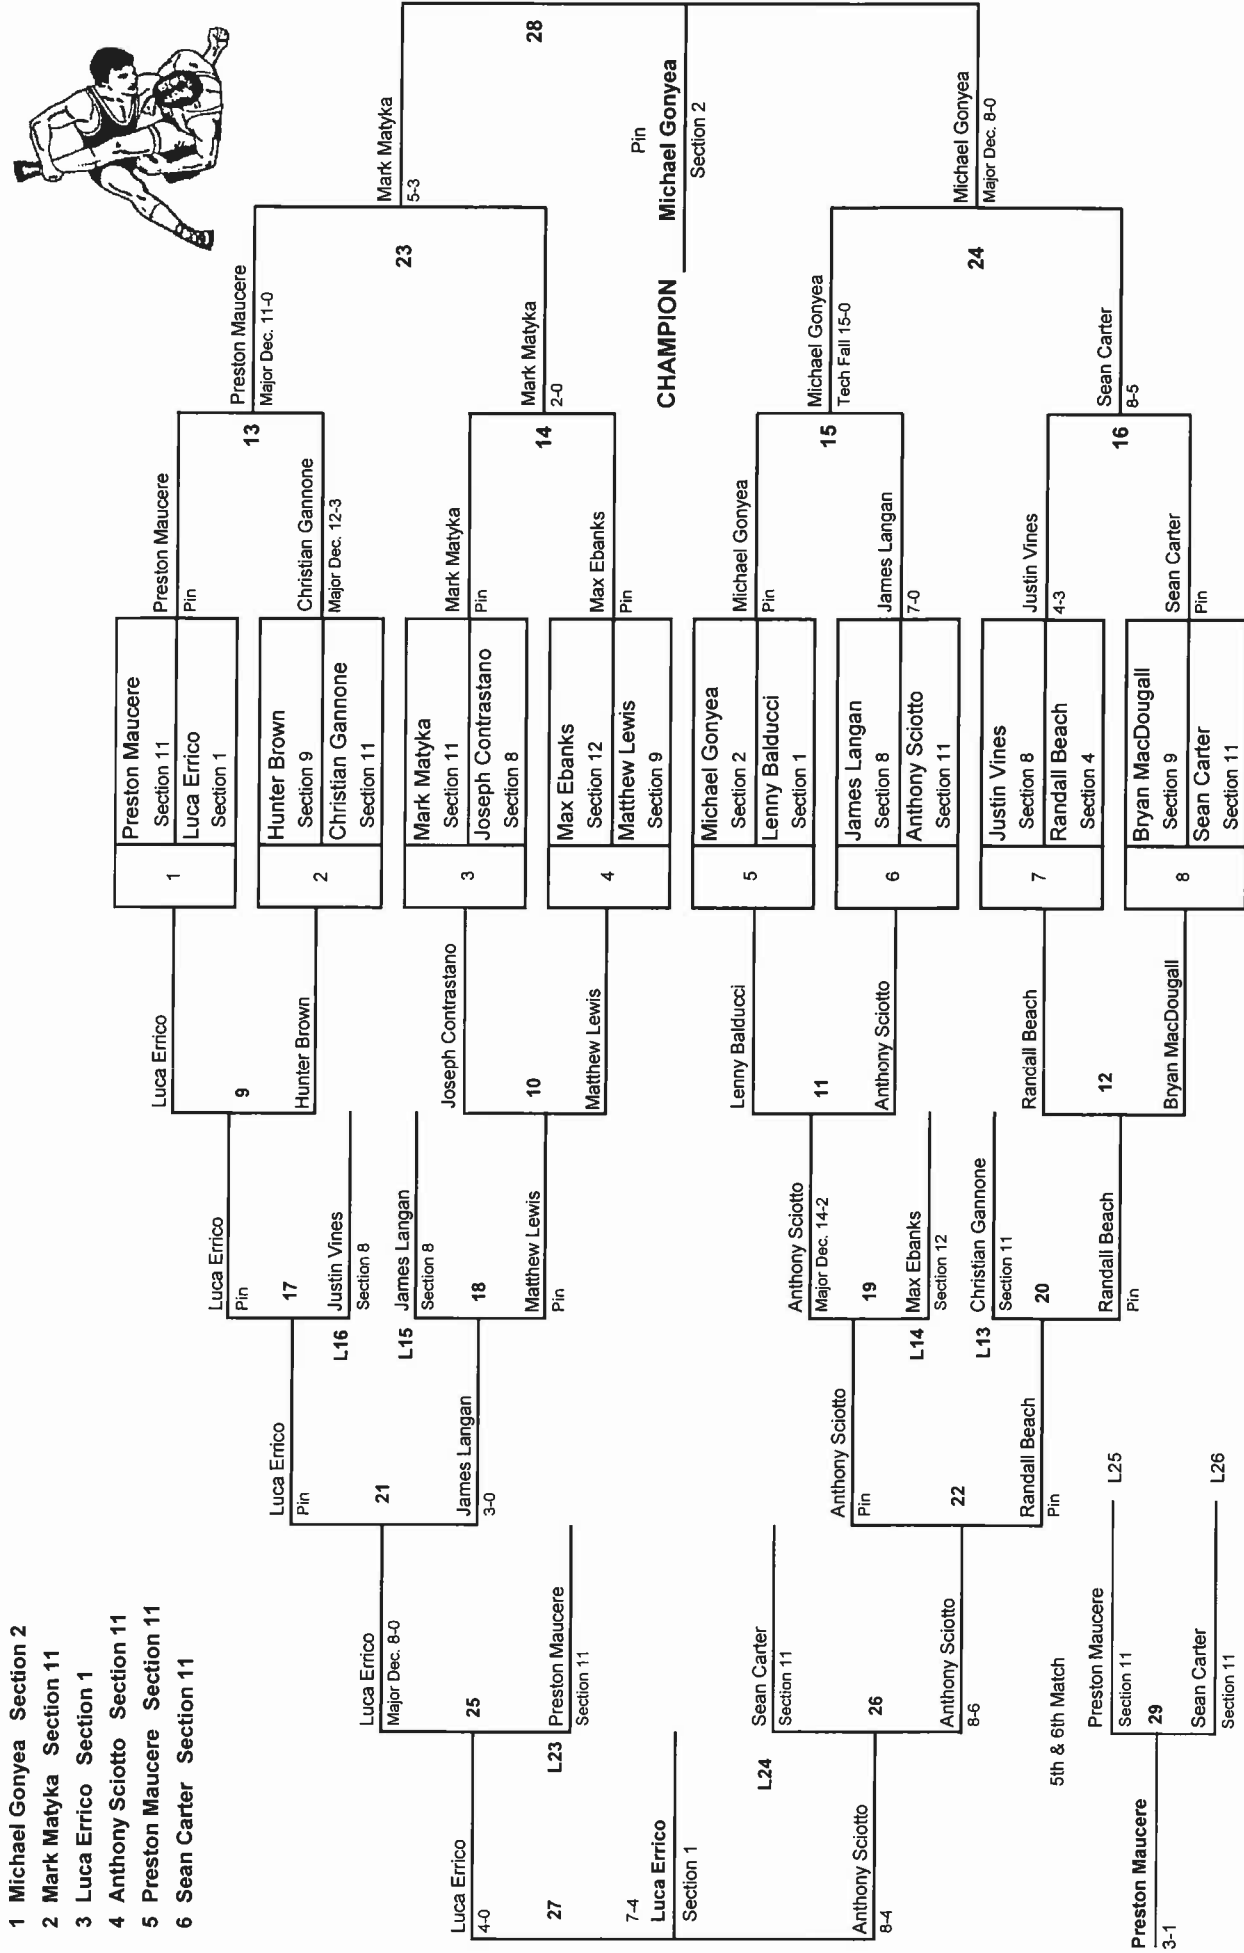 1 Michael Gonyea Section 2
2 Mark Matyka Section 11
3 Luca Errico Section 1
4 Anthony Sciotto Section 11
5 Preston Maucere Section 11
6 Sean Carter Section 11
1
Preston Maucere
Section 11
Luca Errico
Section 1
2
Hunter Brown
Section 9
Christian Gannone
Section 11
3
Mark Matyka
Section 11
Joseph Contrastano
Section 8
4
Max Ebanks
Section 12
Matthew Lewis
Section 9
5
Michael Gonyea
Section 2
Lenny Balducci
Section 1
6
James Langan
Section 8
Anthony Sciotto
Section 11
7
Justin Vines
Section 8
Randall Beach
Section 4
8
Bryan MacDougall
Section 9
Sean Carter
Section 11
Preston Maucere
Pin
13
Christian Gannone
Major Dec. 12-3
Mark Matyka
Pin
14
Max Ebanks
Pin
Michael Gonyea
Pin
15
James Langan
7-0
Justin Vines
4-3
16
Sean Carter
Pin
Preston Maucere
Major Dec. 11-0
23
Mark Matyka
2-0
Michael Gonyea
Tech Fall 15-0
24
Sean Carter
8-5
Mark Matyka
5-3
28
Michael Gonyea
Major Dec. 8-0
Pin
CHAMPION Michael Gonyea
Section 2
Luca Errico
9
Hunter Brown
Joseph Contrastano
10
Matthew Lewis
Lenny Balducci
11
Anthony Sciotto
Randall Beach
12
Bryan MacDougall
Luca Errico
Pin
17
L16 Justin Vines
Section 8
L15 James Langan
Section 8
18
Matthew Lewis
Pin
Anthony Sciotto
Major Dec. 14-2
19
L14 Max Ebanks
Section 12
L13 Christian Gannone
Section 11
20
Randall Beach
Pin
Luca Errico
Pin
21
James Langan
3-0
Anthony Sciotto
Pin
22
Randall Beach
Pin
Luca Errico
Major Dec. 8-0
25
L23 Preston Maucere
Section 11
L24 Sean Carter
Section 11
26
Anthony Sciotto
8-6
Luca Errico
4-0
27
7-4
Luca Errico
Section 1
Anthony Sciotto
8-4
5th & 6th Match
Preston Maucere L25
Section 11
29
Sean Carter L26
Section 11
Preston Maucere
3-1